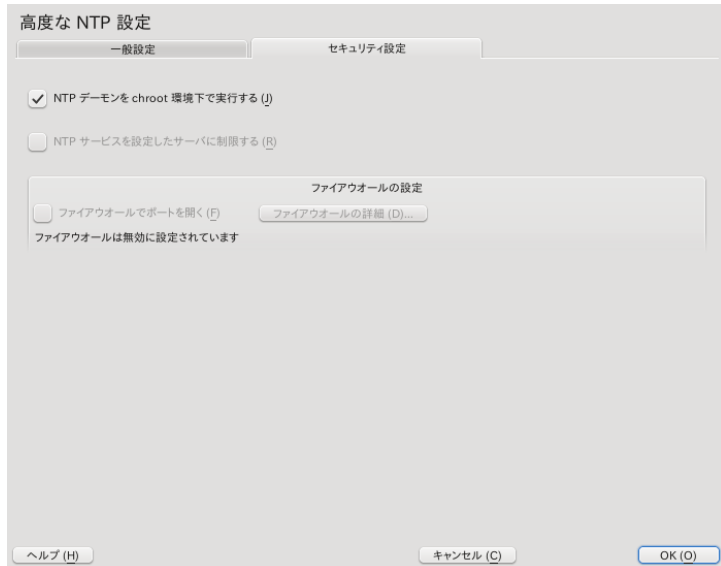 高度な NTP 設定
一般設定 セキュリティ設定
NTP デーモンを chroot 環境下で実行する (J)
NTP サービスを設定したサーバに制限する (R)
ファイアウオールの設定
ファイアウオールでポートを開く (F) ファイアウオールの詳細 (D)...
ファイアウオールは無効に設定されています
ヘルプ (H) キャンセル (C) OK (O)